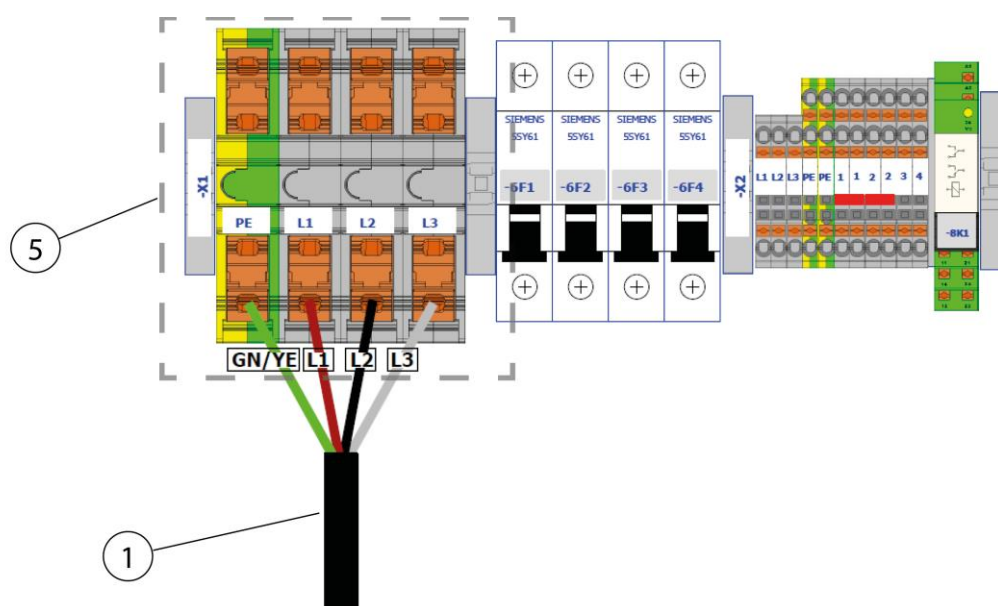 -X1
PE L1 L2 L3
GN/YE L1 L2 L3
5
1
SIEMENS SIEMENS SIEMENS SIEMENS
5SY61 5SY61 5SY61 5SY61
-6F1 -6F2 -6F3 -6F4
-X2
L1 L2 L3 PE PE 1 1 2 2 3 4
-8K1